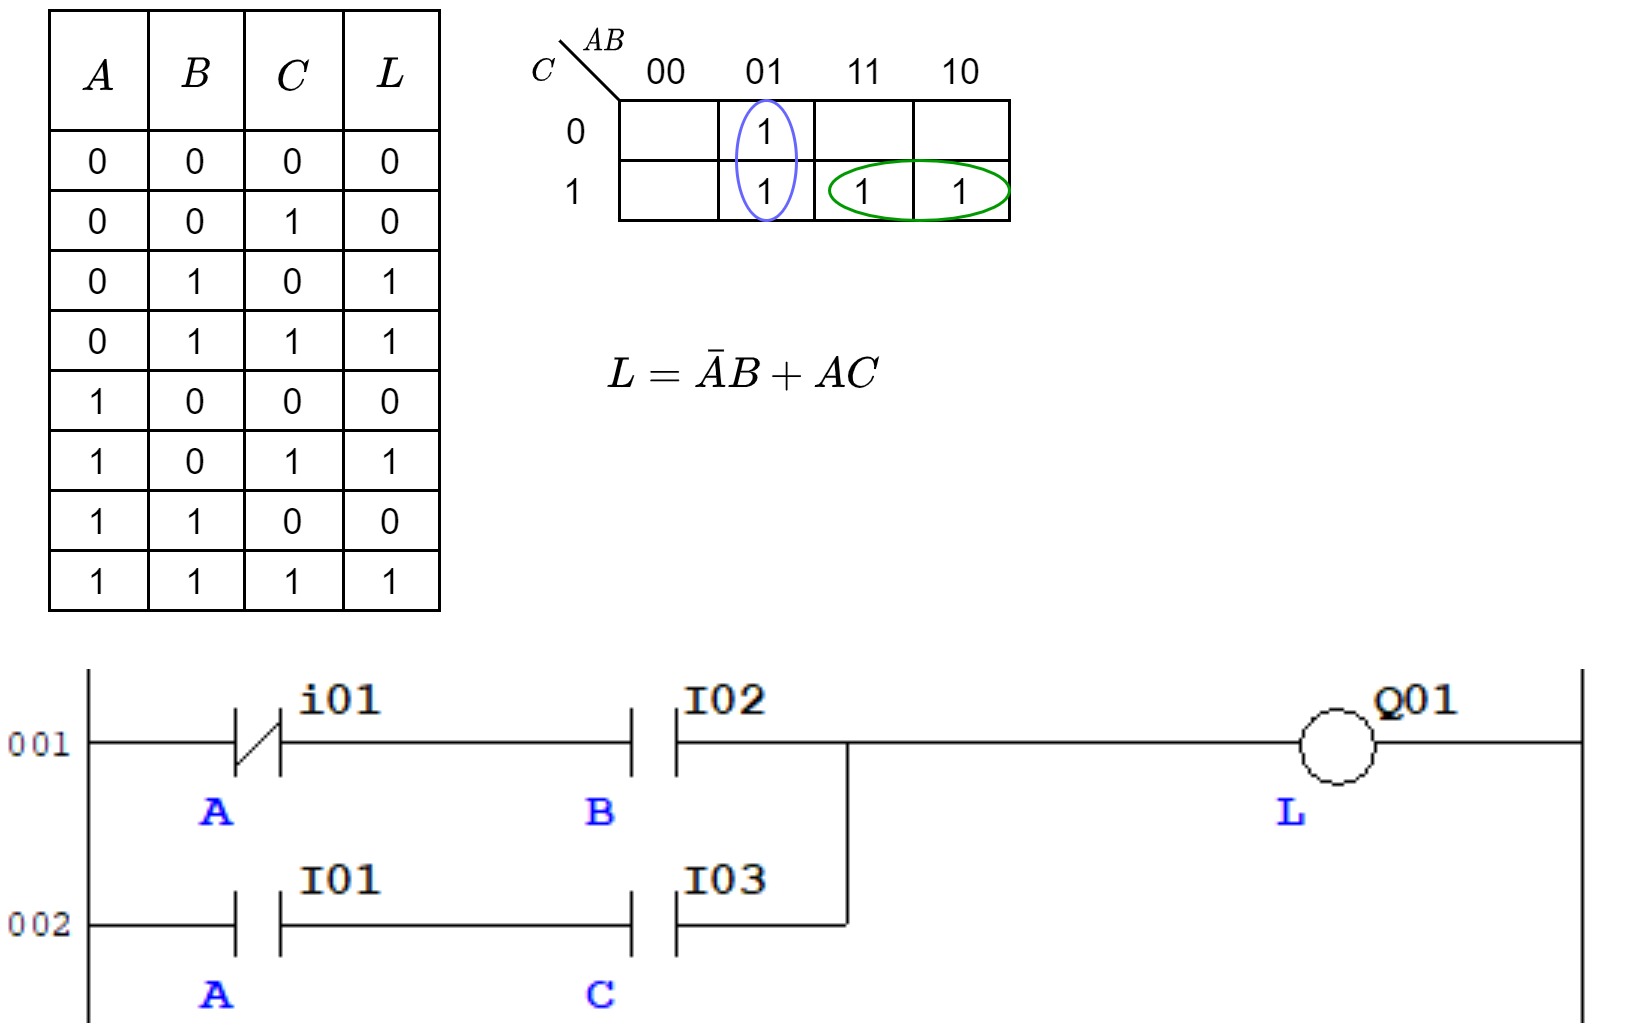 A B C L
0 0 0 0
0 0 1 0
0 1 0 1
0 1 1 1
1 0 0 0
1 0 1 1
1 1 0 0
1 1 1 1
AB
C 00 01 11 10
0 1
1 1 1 1
L = ĀB + AC
i01 I02 Q01
001
A B L
I01 I03
002
A C